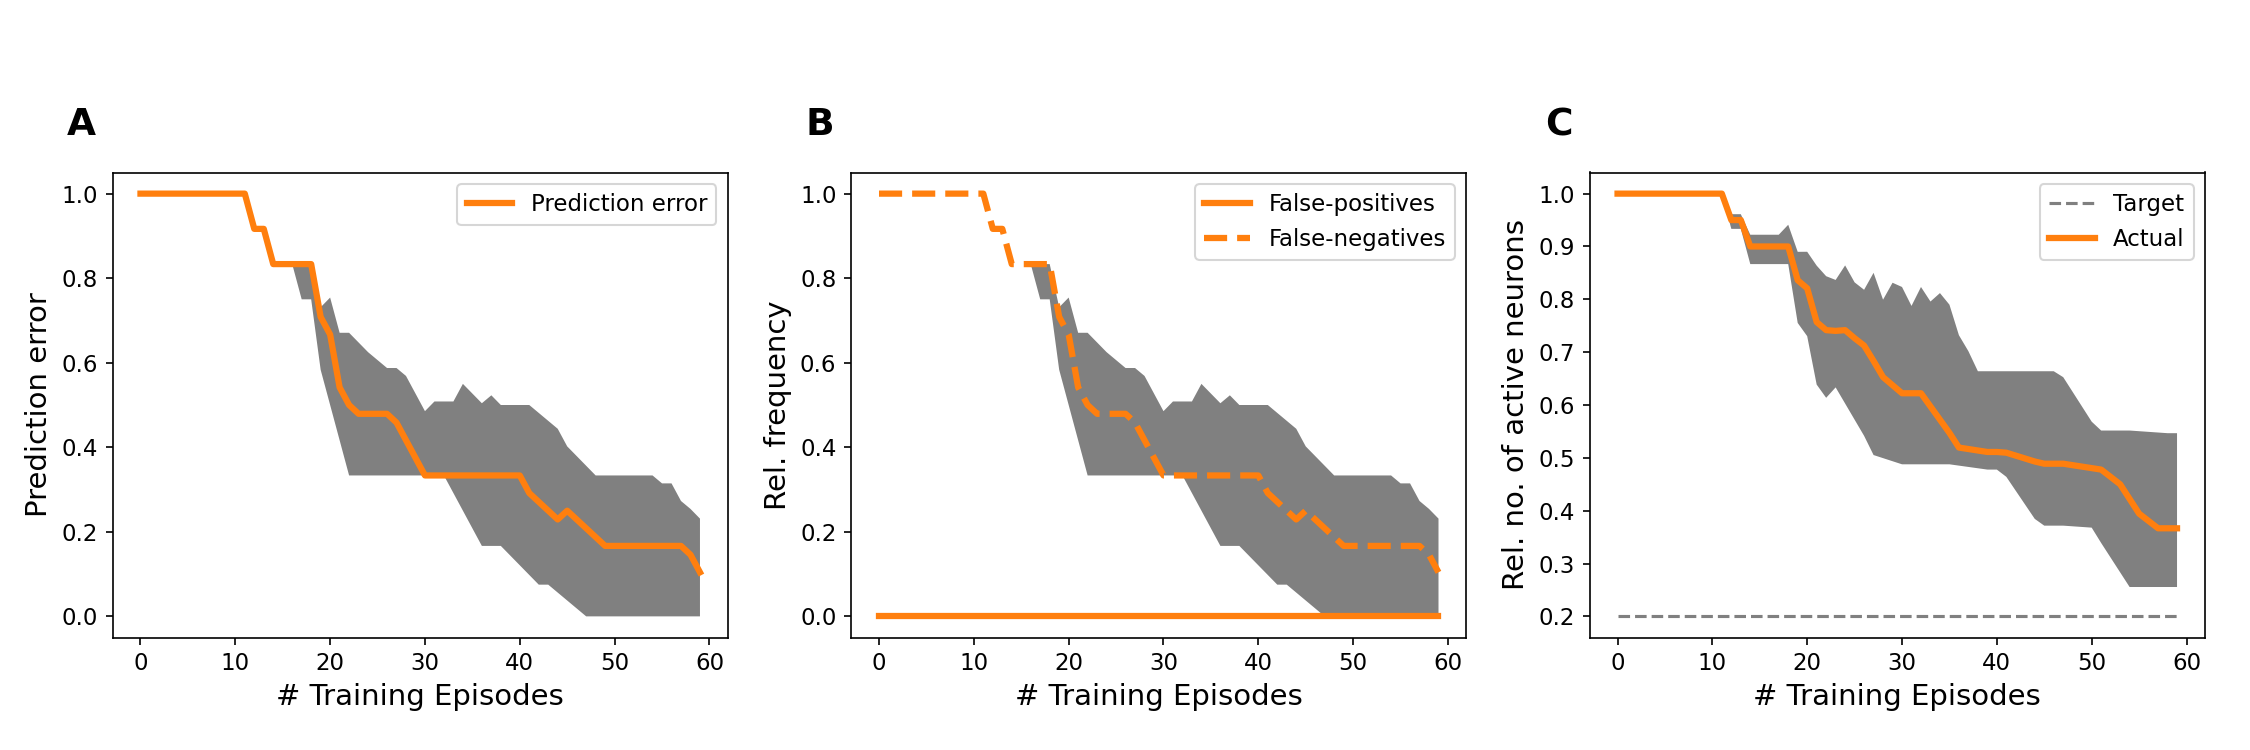 A
B
C
Prediction error
1.0
0.8
0.6
0.4
0.2
0.0
0 10 20 30 40 50 60
# Training Episodes
Prediction error
Rel. frequency
1.0
0.8
0.6
0.4
0.2
0.0
0 10 20 30 40 50 60
# Training Episodes
False-positives
False-negatives
Rel. no. of active neurons
1.0
0.9
0.8
0.7
0.6
0.5
0.4
0.3
0.2
0 10 20 30 40 50 60
# Training Episodes
Target
Actual